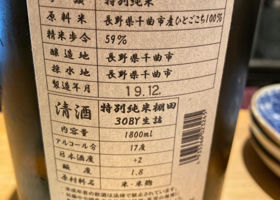 特別純米
原料米 長野県千曲市産ひとごこち100%
精米歩合 59%
醸造地 長野県千曲市
採水地 長野県千曲市
製造年月 19.12.
清酒 特別純米棚田
30BY生詰
内容量 1800ml
アルコール分 17度
日本酒度 +2
酸度 1.8
原材料名 米・米麹